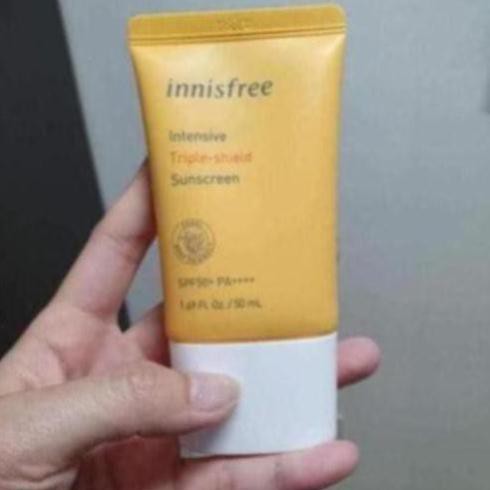 innisfree
Intensive
Triple-shield
Sunscreen
SPF50+ PA++++
1.69 FL. Oz. / 50 mL